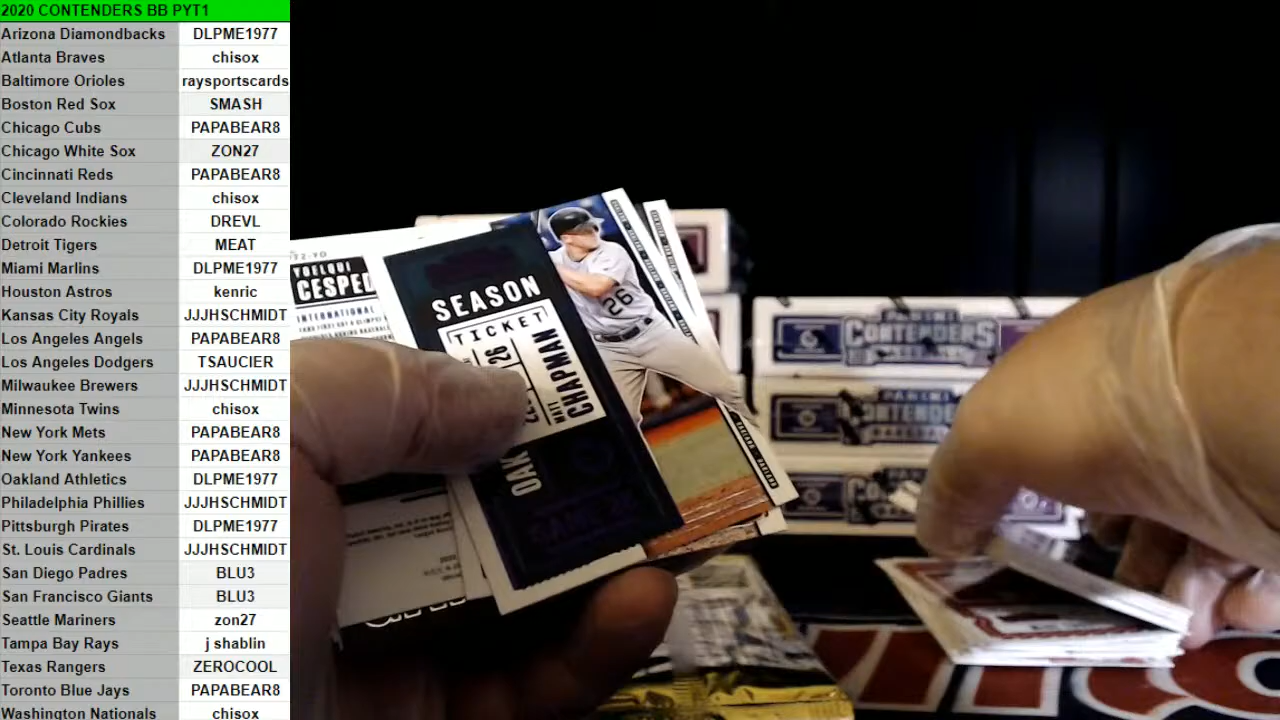 2020 CONTENDERS BB PYT1
Arizona Diamondbacks DLPME1977
Atlanta Braves chisox
Baltimore Orioles raysportscards
Boston Red Sox SMASH
Chicago Cubs PAPABEAR8
Chicago White Sox ZON27
Cincinnati Reds PAPABEAR8
Cleveland Indians chisox
Colorado Rockies DREVL
Detroit Tigers MEAT
Miami Marlins DLPME1977
Houston Astros kenric
Kansas City Royals JJJHSCHMIDT
Los Angeles Angels PAPABEAR8
Los Angeles Dodgers TSAUCIER
Milwaukee Brewers JJJHSCHMIDT
Minnesota Twins chisox
New York Mets PAPABEAR8
New York Yankees PAPABEAR8
Oakland Athletics DLPME1977
Philadelphia Phillies JJJHSCHMIDT
Pittsburgh Pirates DLPME1977
St. Louis Cardinals JJJHSCHMIDT
San Diego Padres BLU3
San Francisco Giants BLU3
Seattle Mariners zon27
Tampa Bay Rays j shablin
Texas Rangers ZEROCOOL
Toronto Blue Jays PAPABEAR8
Washington Nationals chisox
YOELQUI
CESPED
INTERNATIONAL
SEASON
TICKET
26
MATT
CHAPMAN
OAK
26
PANINI
CONTENDERS